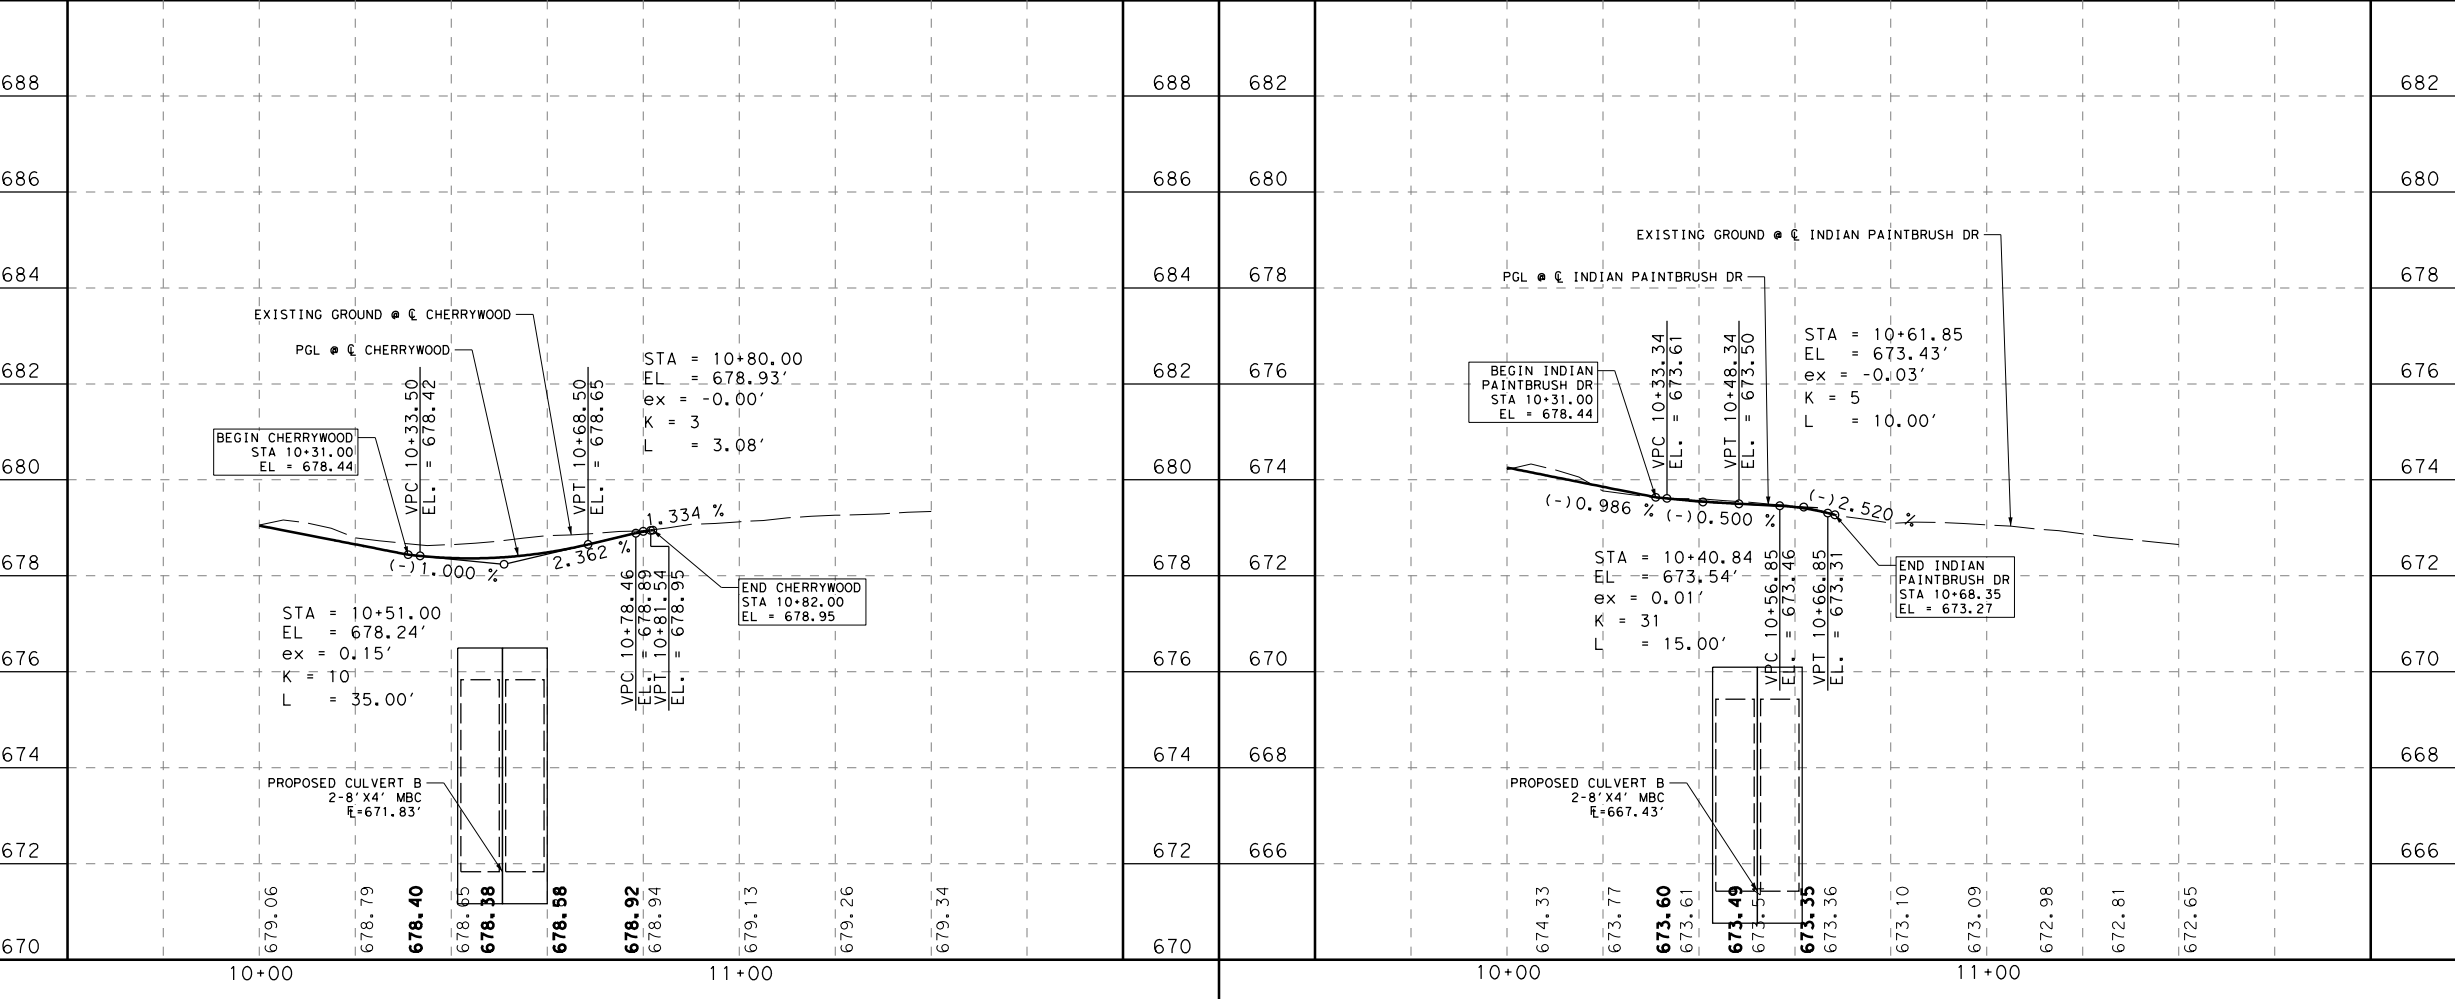 688
686
684
682
680
678
676
674
672
670
EXISTING GROUND @ ℄ CHERRYWOOD
PGL @ ℄ CHERRYWOOD
BEGIN CHERRYWOOD
STA 10+31.00
EL = 678.44
VPC 10+33.50
EL. = 678.42
VPT 10+68.50
EL. = 678.65
STA = 10+80.00
EL = 678.93'
ex = -0.00'
K = 3
L = 3.08'
(-)1.000 %
2.362 %
1.334 %
STA = 10+51.00
EL = 678.24'
ex = 0.15'
K = 10
L = 35.00'
VPC 10+78.46
EL. = 678.89
VPT 10+81.54
EL. = 678.95
END CHERRYWOOD
STA 10+82.00
EL = 678.95
PROPOSED CULVERT B
2-8'X4' MBC
FL=671.83'
679.06
678.79
678.40
678.65
678.38
678.58
678.92
678.94
679.13
679.26
679.34
10+00
11+00
688
686
684
682
680
678
676
674
672
670
682
680
678
676
674
672
670
668
666
EXISTING GROUND @ ℄ INDIAN PAINTBRUSH DR
PGL @ ℄ INDIAN PAINTBRUSH DR
BEGIN INDIAN
PAINTBRUSH DR
STA 10+31.00
EL = 678.44
VPC 10+33.34
EL. = 673.61
VPT 10+48.34
EL. = 673.50
STA = 10+61.85
EL = 673.43'
ex = -0.03'
K = 5
L = 10.00'
(-)0.986 %
(-)0.500 %
(-)2.520 %
STA = 10+40.84
EL = 673.54'
ex = 0.01'
K = 31
L = 15.00'
VPC 10+56.85
EL. = 673.46
VPT 10+66.85
EL. = 673.31
END INDIAN
PAINTBRUSH DR
STA 10+68.35
EL = 673.27
PROPOSED CULVERT B
2-8'X4' MBC
FL=667.43'
674.33
673.77
673.60
673.61
673.49
673.35
673.36
673.10
673.09
672.98
672.81
672.65
10+00
11+00
682
680
678
676
674
672
670
668
666